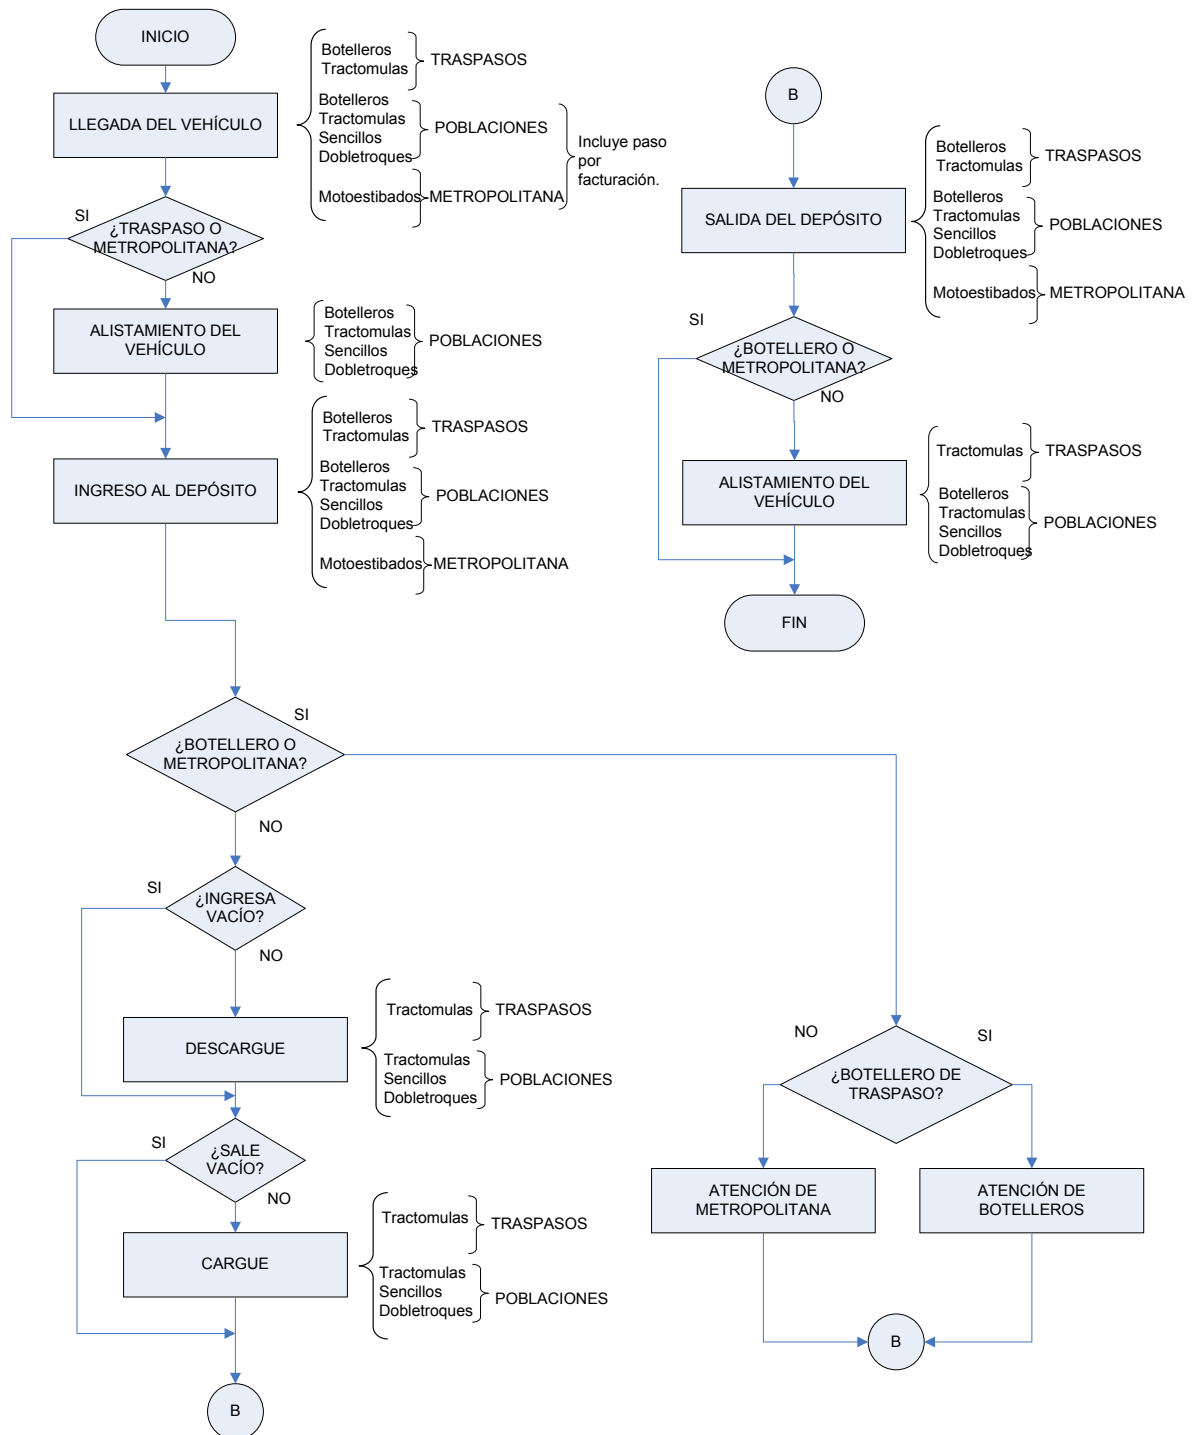 INICIO
LLEGADA DEL VEHÍCULO
Botelleros
Tractomulas
TRASPASOS
Botelleros
Tractomulas
Sencillos
Dobletroques
POBLACIONES
Motoestibados
METROPOLITANA
Incluye paso
por
facturación.
¿TRASPASO O
METROPOLITANA?
SI
NO
ALISTAMIENTO DEL
VEHÍCULO
Botelleros
Tractomulas
Sencillos
Dobletroques
POBLACIONES
INGRESO AL DEPÓSITO
Botelleros
Tractomulas
TRASPASOS
Botelleros
Tractomulas
Sencillos
Dobletroques
POBLACIONES
Motoestibados
METROPOLITANA
¿BOTELLERO O
METROPOLITANA?
SI
NO
¿INGRESA
VACÍO?
SI
NO
DESCARGUE
Tractomulas
TRASPASOS
Tractomulas
Sencillos
Dobletroques
POBLACIONES
¿SALE
VACÍO?
SI
NO
CARGUE
Tractomulas
TRASPASOS
Tractomulas
Sencillos
Dobletroques
POBLACIONES
B
¿BOTELLERO DE
TRASPASO?
NO
SI
ATENCIÓN DE
METROPOLITANA
ATENCIÓN DE
BOTELLEROS
B
B
SALIDA DEL DEPÓSITO
Botelleros
Tractomulas
TRASPASOS
Botelleros
Tractomulas
Sencillos
Dobletroques
POBLACIONES
Motoestibados
METROPOLITANA
¿BOTELLERO O
METROPOLITANA?
SI
NO
ALISTAMIENTO DEL
VEHÍCULO
Tractomulas
TRASPASOS
Botelleros
Tractomulas
Sencillos
Dobletroques
POBLACIONES
FIN